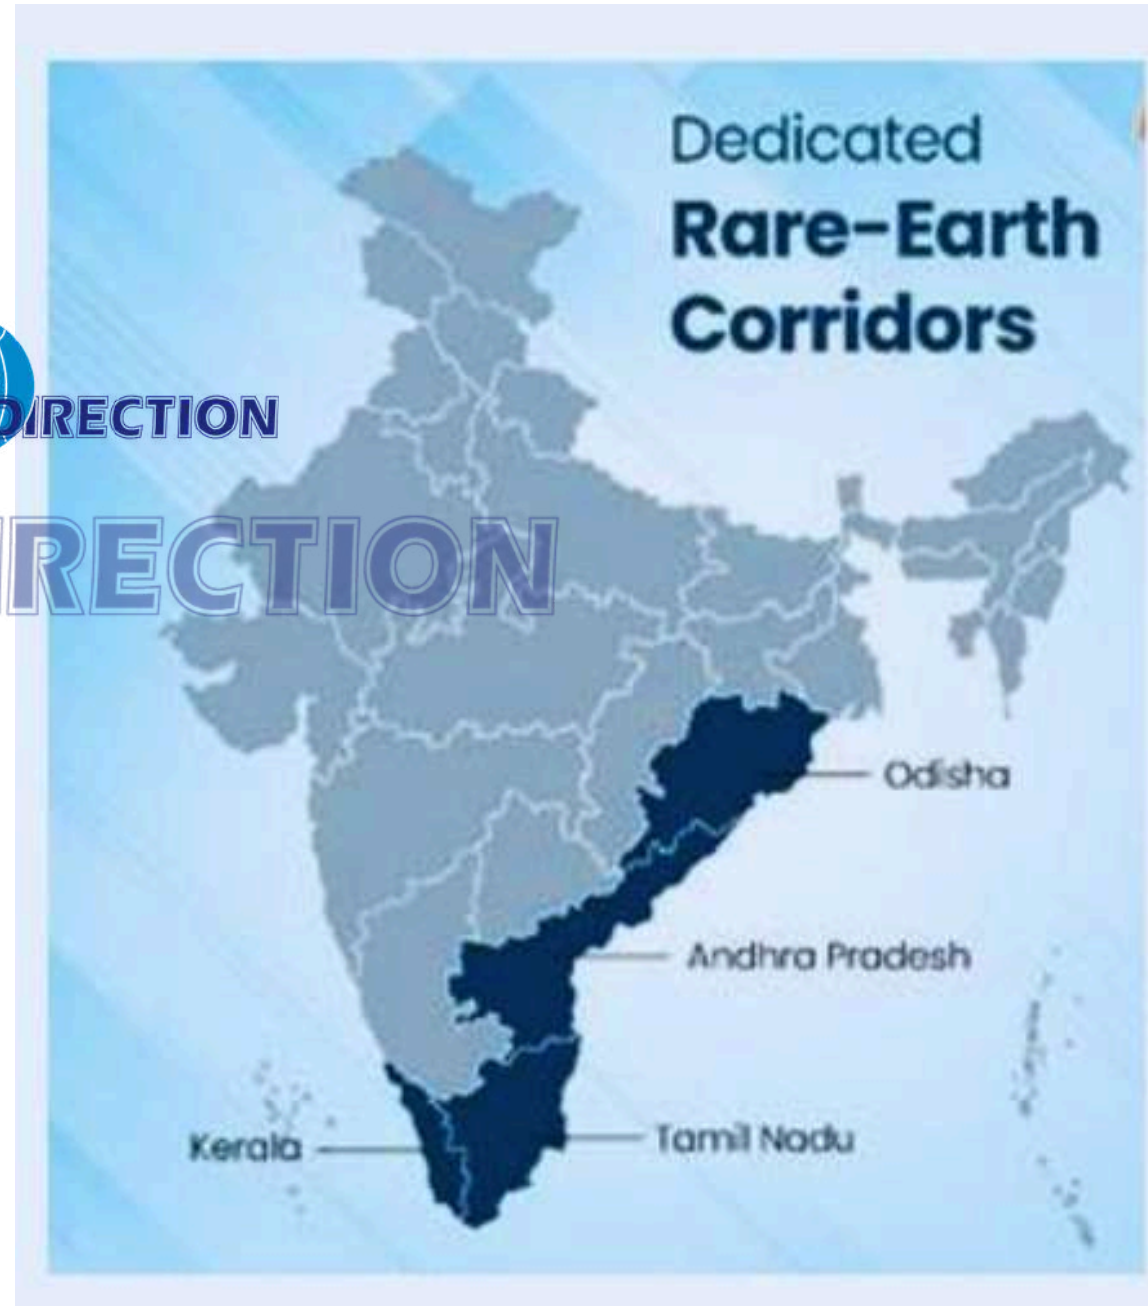 Dedicated
Rare-Earth
Corridors
DIRECTION
RECTION
Odisha
Andhra Pradesh
Kerala
Tamil Nadu